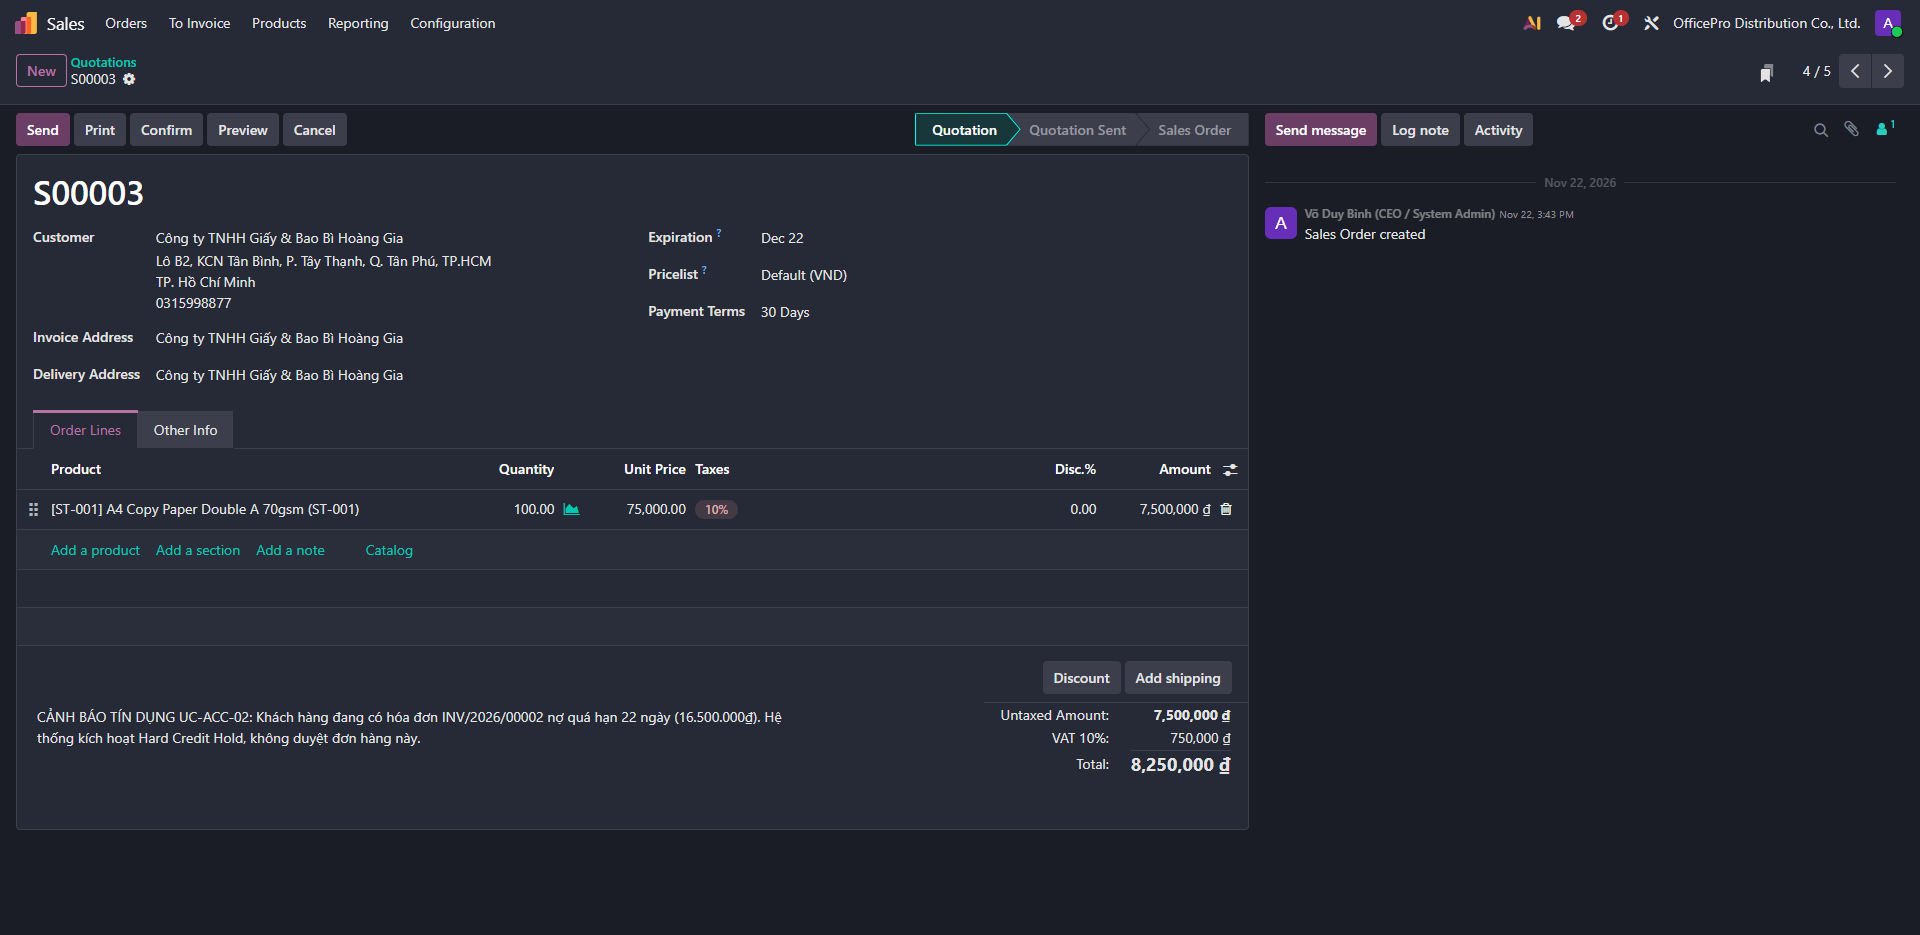 Sales Orders To Invoice Products Reporting Configuration
AI 2 1 OfficePro Distribution Co., Ltd. A
New Quotations
S00003
4 / 5
Send Print Confirm Preview Cancel
Quotation Quotation Sent Sales Order
Send message Log note Activity
1
S00003
Customer Công ty TNHH Giấy & Bao Bì Hoàng Gia
Lô B2, KCN Tân Bình, P. Tây Thạnh, Q. Tân Phú, TP.HCM
TP. Hồ Chí Minh
0315998877
Invoice Address Công ty TNHH Giấy & Bao Bì Hoàng Gia
Delivery Address Công ty TNHH Giấy & Bao Bì Hoàng Gia
Expiration ? Dec 22
Pricelist ? Default (VND)
Payment Terms 30 Days
Order Lines Other Info
Product Quantity Unit Price Taxes Disc.% Amount
[ST-001] A4 Copy Paper Double A 70gsm (ST-001) 100.00 75,000.00 10% 0.00 7,500,000 ₫
Add a product Add a section Add a note Catalog
Discount Add shipping
CẢNH BÁO TÍN DỤNG UC-ACC-02: Khách hàng đang có hóa đơn INV/2026/00002 nợ quá hạn 22 ngày (16.500.000₫). Hệ
thống kích hoạt Hard Credit Hold, không duyệt đơn hàng này.
Untaxed Amount: 7,500,000 ₫
VAT 10%: 750,000 ₫
Total: 8,250,000 ₫
Nov 22, 2026
A Võ Duy Bình (CEO / System Admin) Nov 22, 3:43 PM
Sales Order created